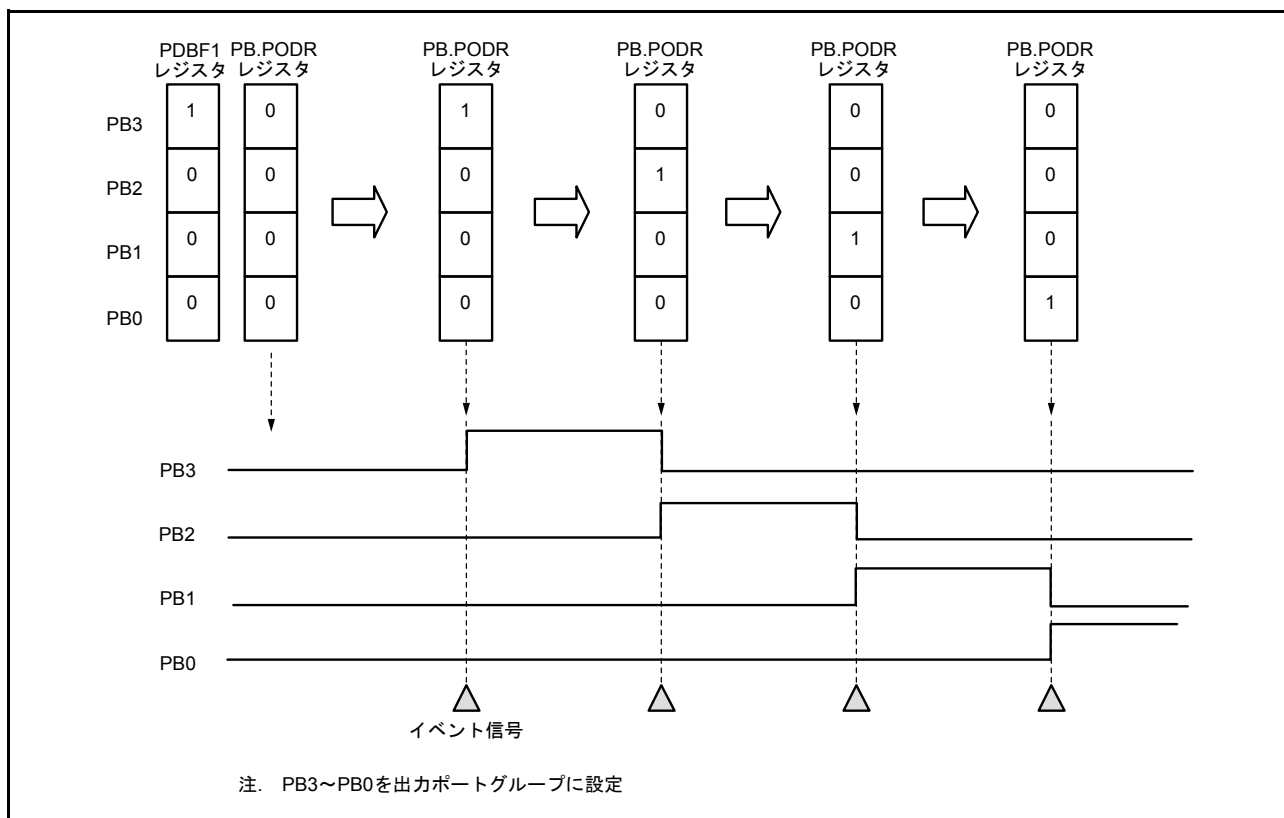 PDBF1 PB.PODR PB.PODR PB.PODR PB.PODR PB.PODR
レジスタ レジスタ レジスタ レジスタ レジスタ レジスタ
PB3 1 0 1 0 0 0
PB2 0 0 0 1 0 0
PB1 0 0 0 0 1 0
PB0 0 0 0 0 0 1
PB3
PB2
PB1
PB0
イベント信号
注. PB3～PB0を出力ポートグループに設定